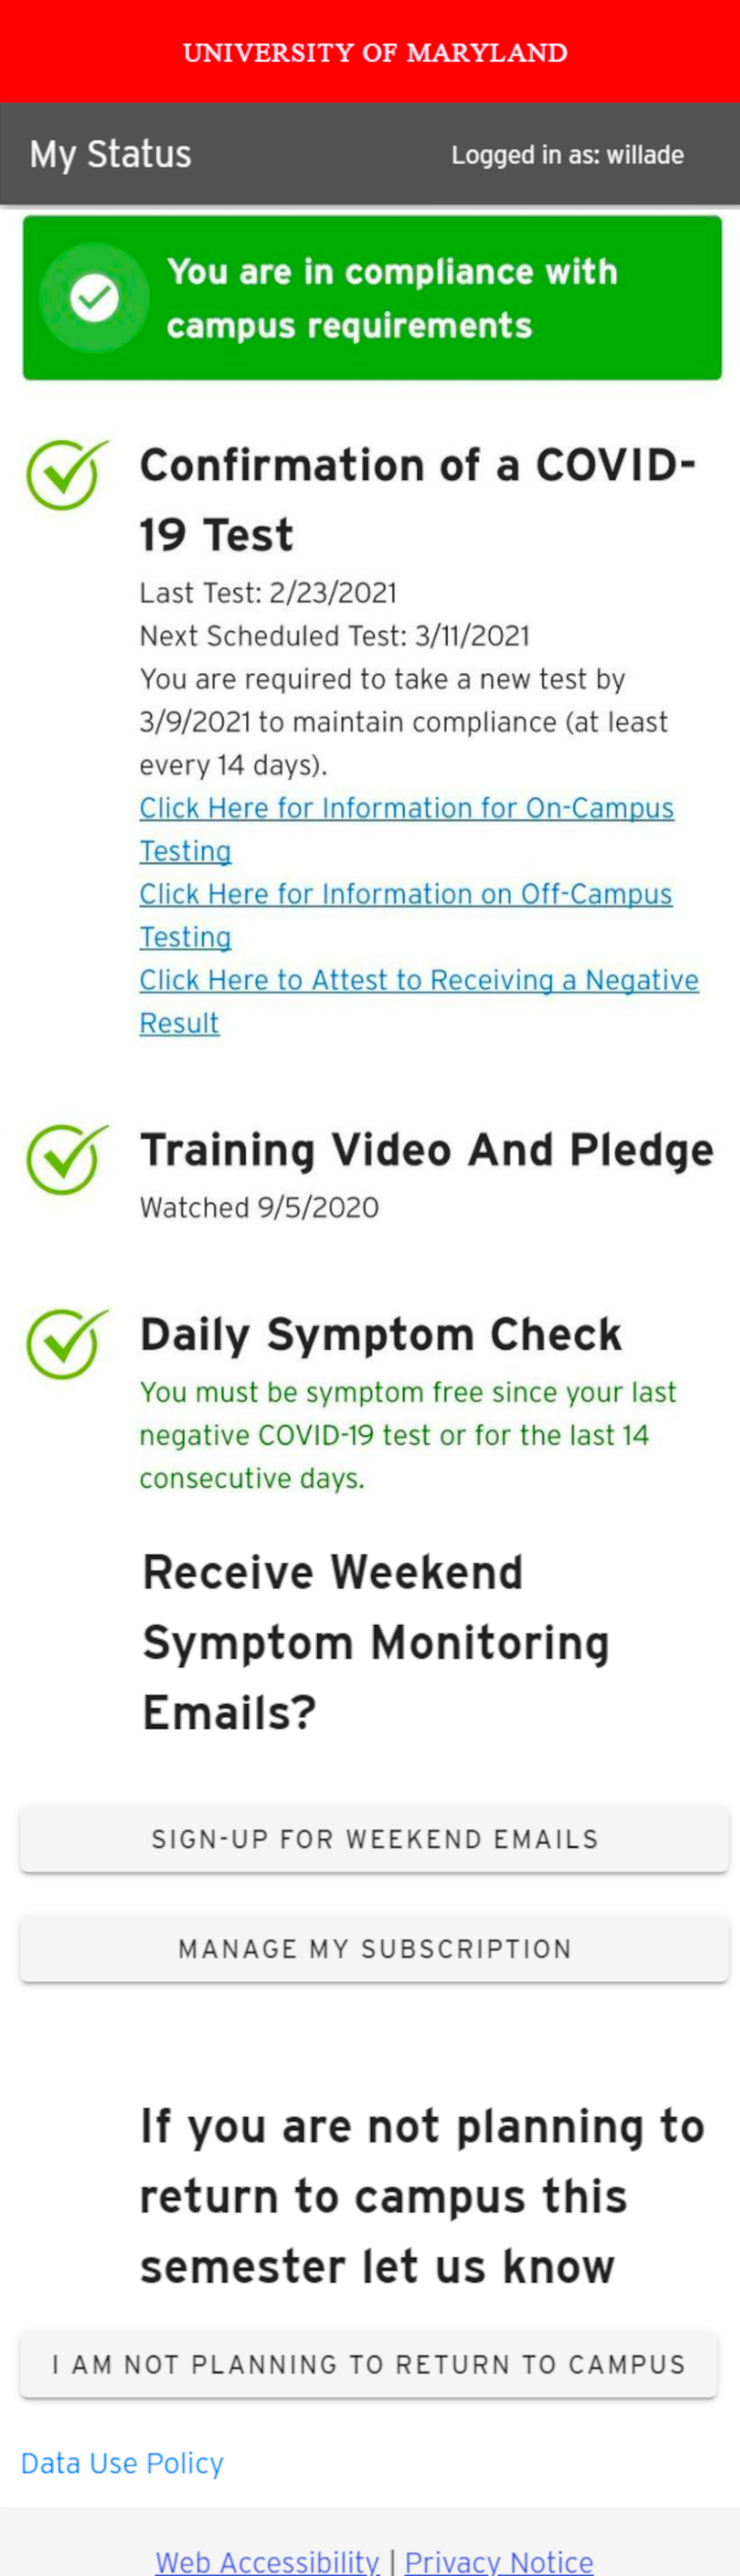 UNIVERSITY OF MARYLAND
My Status
Logged in as: willade
You are in compliance with
campus requirements
Confirmation of a COVID-
19 Test
Last Test: 2/23/2021
Next Scheduled Test: 3/11/2021
You are required to take a new test by
3/9/2021 to maintain compliance (at least
every 14 days).
Click Here for Information for On-Campus
Testing
Click Here for Information on Off-Campus
Testing
Click Here to Attest to Receiving a Negative
Result
Training Video And Pledge
Watched 9/5/2020
Daily Symptom Check
You must be symptom free since your last
negative COVID-19 test or for the last 14
consecutive days.
Receive Weekend
Symptom Monitoring
Emails?
SIGN-UP FOR WEEKEND EMAILS
MANAGE MY SUBSCRIPTION
If you are not planning to
return to campus this
semester let us know
I AM NOT PLANNING TO RETURN TO CAMPUS
Data Use Policy
Web Accessibility | Privacy Notice